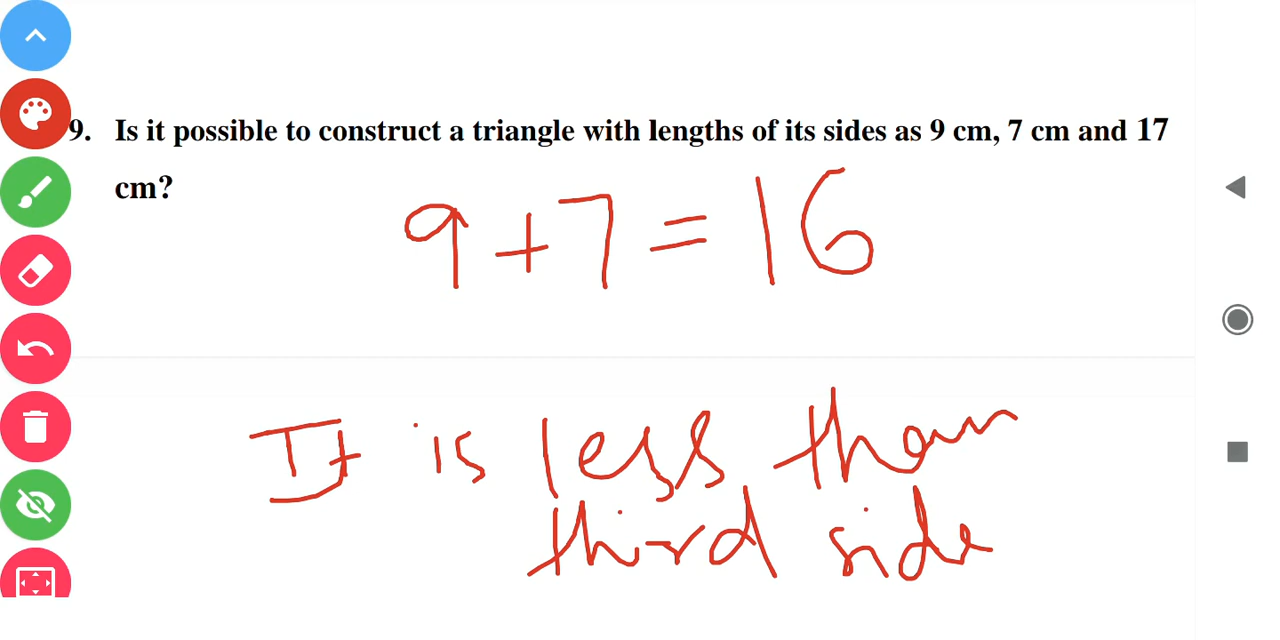 9. Is it possible to construct a triangle with lengths of its sides as 9 cm, 7 cm and 17
cm?
9+7=16
It is less than
third side